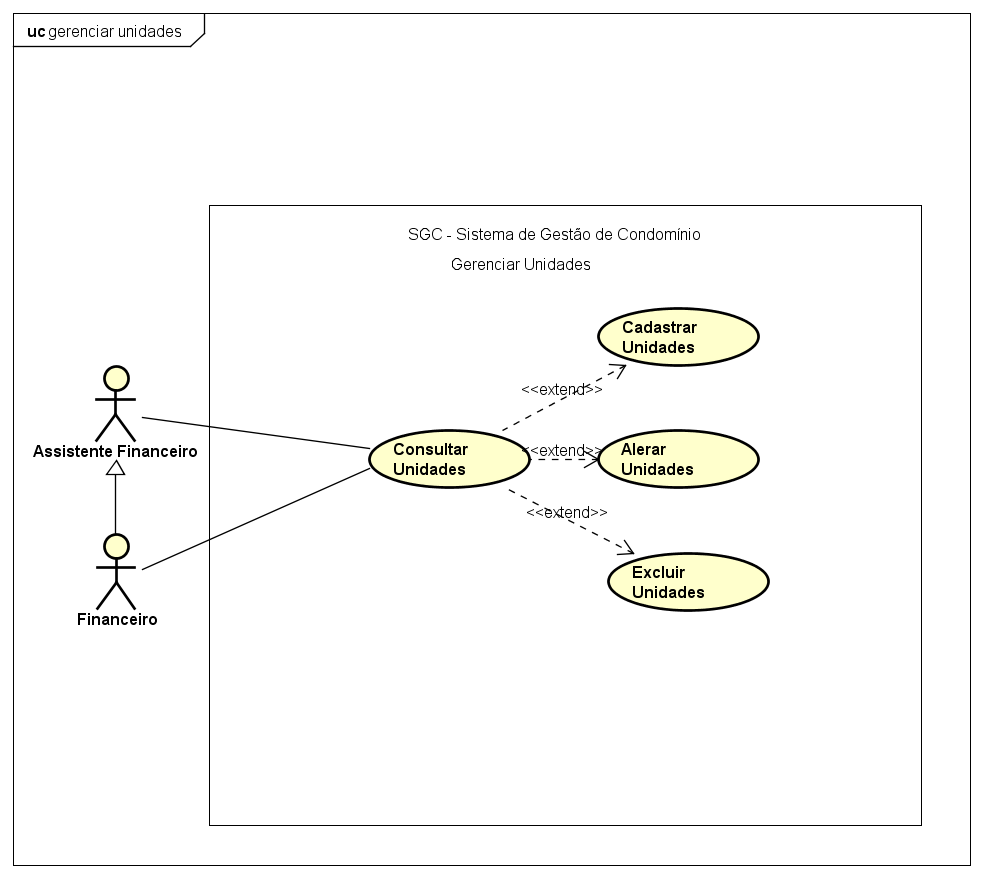 uc gerenciar unidades
SGC - Sistema de Gestão de Condomínio
Gerenciar Unidades
Cadastrar
Unidades
<<extend>>
Assistente Financeiro
Consultar
Unidades
<<extend>>
Alerar
Unidades
<<extend>>
Excluir
Unidades
Financeiro